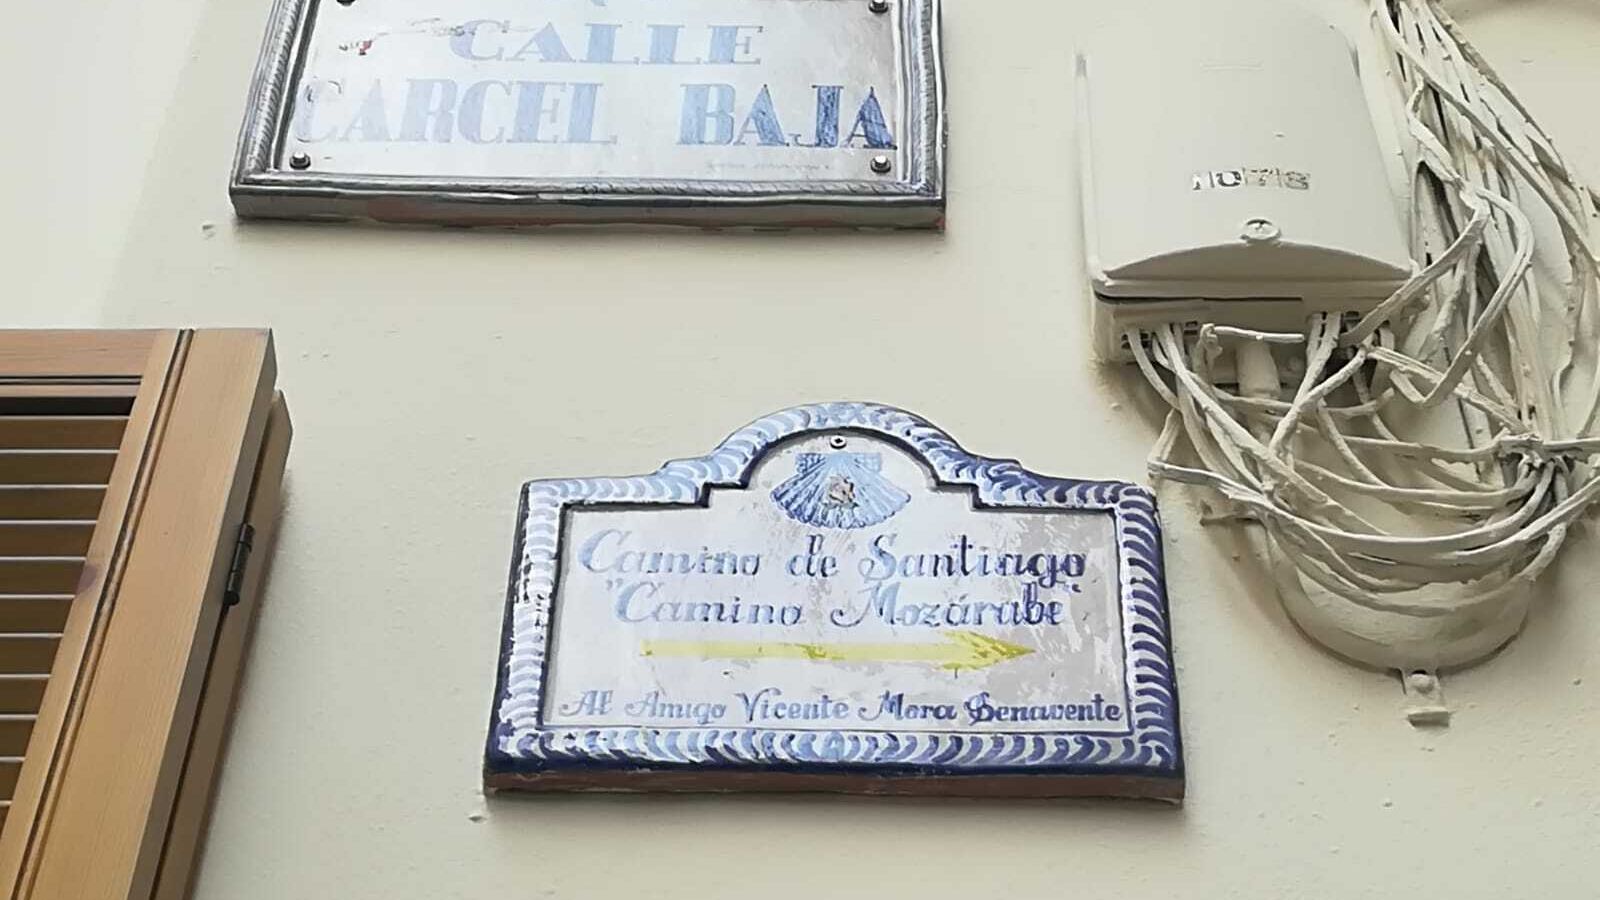 CALLE
CARCEL BAJA
Camino de Santiago
"Camino Mozárabe"
Al Amigo Vicente Mora Benavente